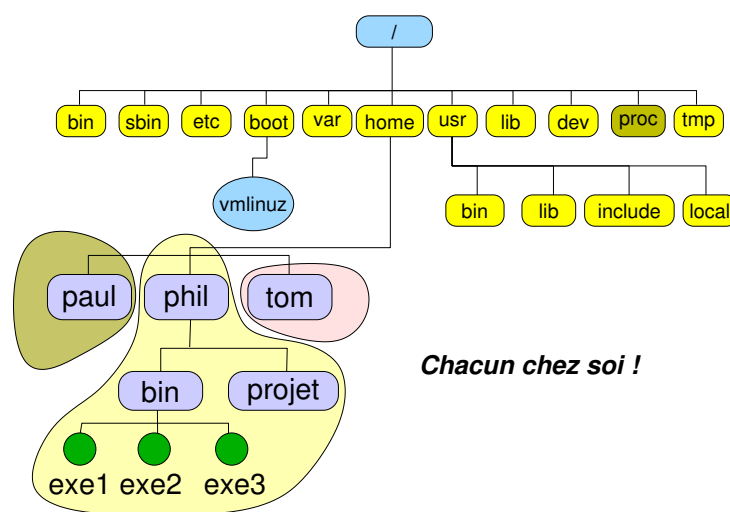 /
bin sbin etc boot var home usr lib dev proc tmp
vmlinuz
bin lib include local
paul phil tom
Chacun chez soi !
bin projet
exe1 exe2 exe3